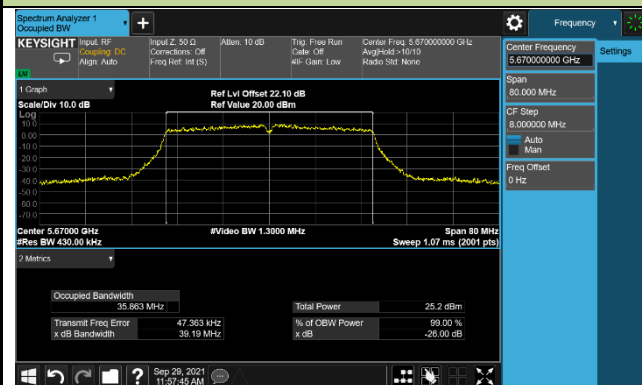 Spectrum Analyzer 1
Occupied BW
Frequency
KEYSIGHT
Input: RF
Coupling: DC
Align: Auto
Input Z: 50 Ω
Corrections: Off
Freq Ref: Int (S)
Atten: 10 dB
Trig: Free Run
Gate: Off
#IF Gain: Low
Center Freq: 5.670000000 GHz
Avg|Hold:>10/10
Radio Std: None
LXI
Center Frequency
5.670000000 GHz
Settings
Span
80.000 MHz
CF Step
8.000000 MHz
Auto
Man
Freq Offset
0 Hz
1 Graph
Scale/Div 10.0 dB
Ref Lvl Offset 22.10 dB
Ref Value 20.00 dBm
Log
10.0
0.00
-10.0
-20.0
-30.0
-40.0
-50.0
-60.0
-70.0
Center 5.67000 GHz
#Video BW 1.3000 MHz
Span 80 MHz
#Res BW 430.00 kHz
Sweep 1.07 ms (2001 pts)
2 Metrics
Occupied Bandwidth
35.863 MHz
Total Power 25.2 dBm
Transmit Freq Error 47.363 kHz
% of OBW Power 99.00 %
x dB Bandwidth 39.19 MHz
x dB -26.00 dB
?
Sep 29, 2021
11:57:45 AM